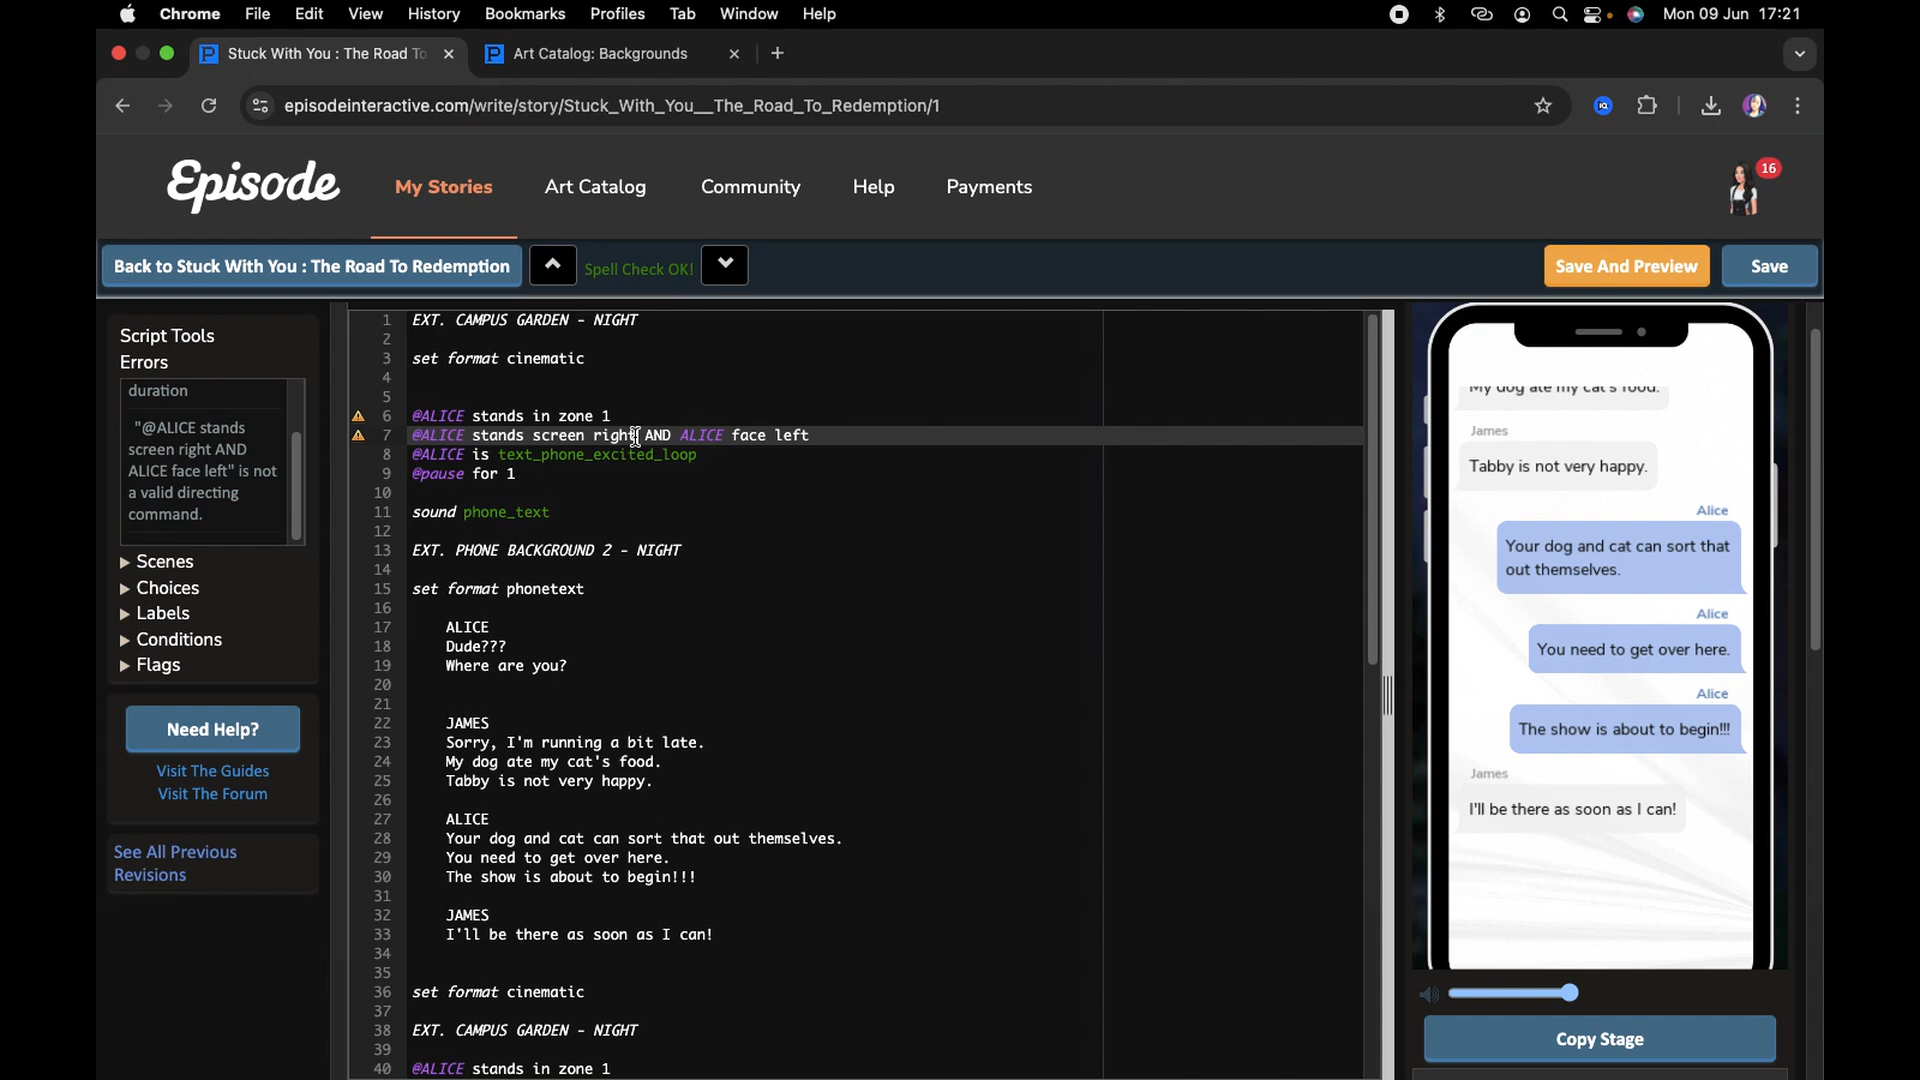 Chrome File Edit View History Bookmarks Profiles Tab Window Help Mon 09 Jun 17:21
Stuck With You : The Road To
Art Catalog: Backgrounds
episodeinteractive.com/write/story/Stuck_With_You__The_Road_To_Redemption/1
Episode My Stories Art Catalog Community Help Payments 16
Back to Stuck With You : The Road To Redemption
Spell Check OK!
Save And Preview
Save
Script Tools
Errors
duration
"@ALICE stands
screen right AND
ALICE face left" is not
a valid directing
command.
Scenes
Choices
Labels
Conditions
Flags
Need Help?
Visit The Guides
Visit The Forum
See All Previous
Revisions
1 EXT. CAMPUS GARDEN - NIGHT
2
3 set format cinematic
4
5
6 @ALICE stands in zone 1
7 @ALICE stands screen right AND ALICE face left
8 @ALICE is text_phone_excited_loop
9 @pause for 1
10
11 sound phone_text
12
13 EXT. PHONE BACKGROUND 2 - NIGHT
14
15 set format phonetext
16
17 ALICE
18 Dude???
19 Where are you?
20
21
22 JAMES
23 Sorry, I'm running a bit late.
24 My dog ate my cat's food.
25 Tabby is not very happy.
26
27 ALICE
28 Your dog and cat can sort that out themselves.
29 You need to get over here.
30 The show is about to begin!!!
31
32 JAMES
33 I'll be there as soon as I can!
34
35
36 set format cinematic
37
38 EXT. CAMPUS GARDEN - NIGHT
39
40 @ALICE stands in zone 1
My dog ate my cat's food.
James
Tabby is not very happy.
Alice
Your dog and cat can sort that
out themselves.
Alice
You need to get over here.
Alice
The show is about to begin!!!
James
I'll be there as soon as I can!
Copy Stage